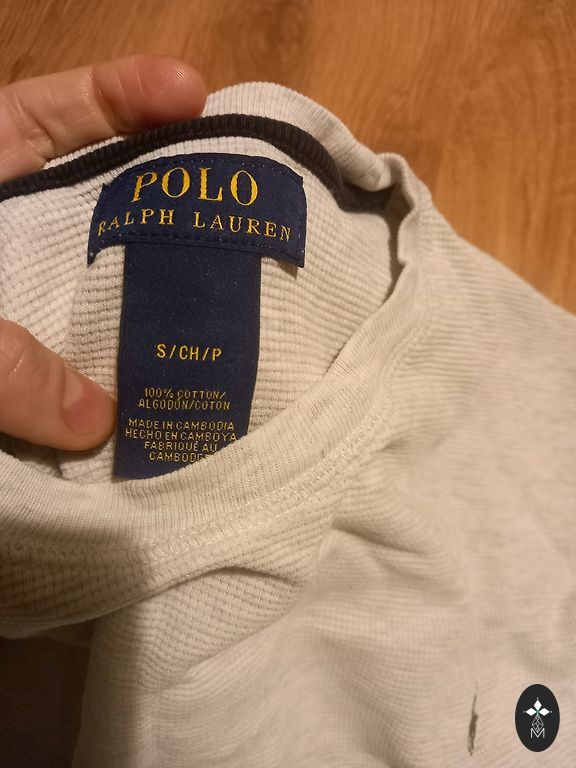 POLO
RALPH LAUREN
S/CH/P
100% COTTON/
ALGODÓN/COTON
MADE IN CAMBODIA
HECHO EN CAMBOYA
FABRIQUÉ AU
CAMBODGE
M